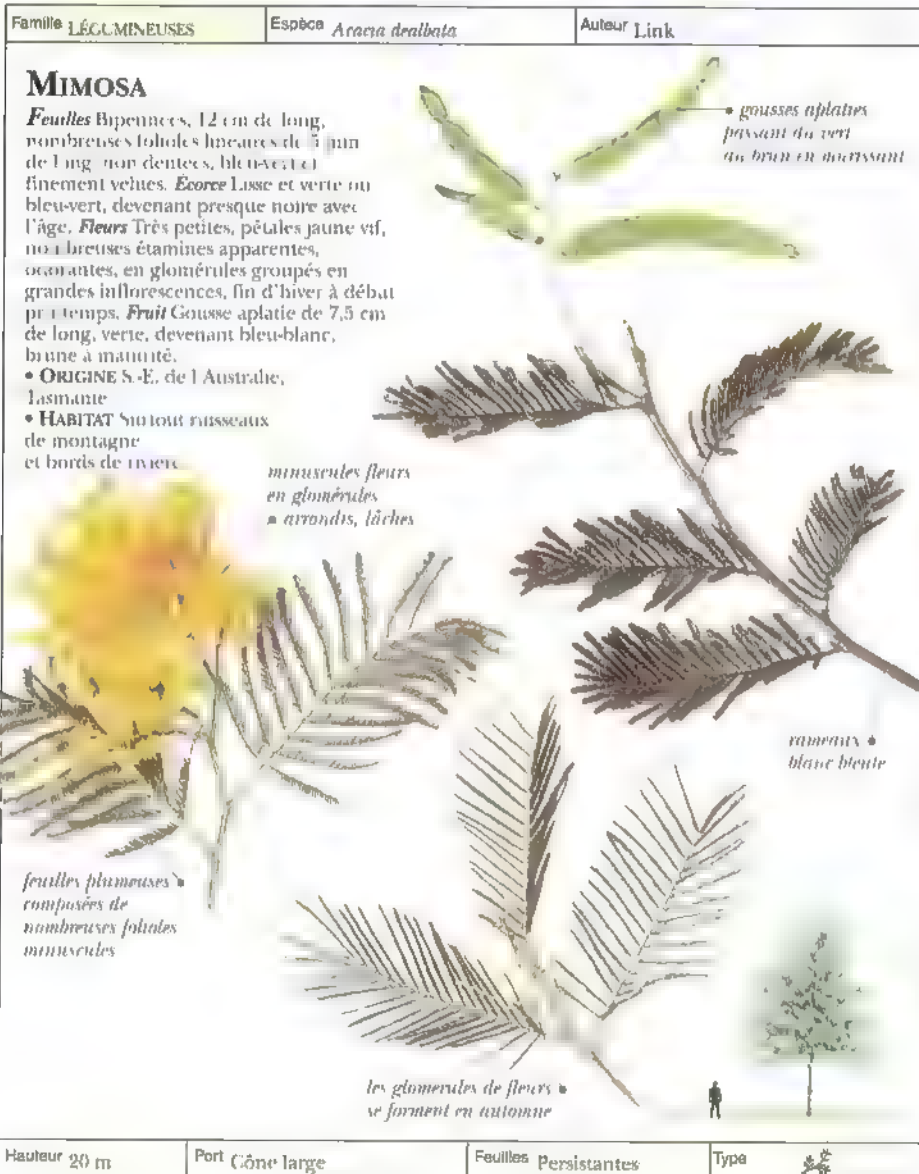 Famille LÉGUMINEUSES Espèce Acacia dealbata Auteur Link
MIMOSA
Feuilles Bipennées, 12 cm de long,
nombreuses folioles linéaires de 5 mm
de long non dentées, bleu-vert et
finement velues. Écorce Lisse et verte ou
bleu-vert, devenant presque noire avec
l'âge. Fleurs Très petites, pétales jaune vif,
nombreuses étamines apparentes,
odorantes, en glomérules groupés en
grandes inflorescences, fin d'hiver à début
printemps. Fruit Gousse aplatie de 7,5 cm
de long, verte, devenant bleu-blanc,
brune à maturité.
• ORIGINE S.-E. de l'Australie,
Tasmanie
• HABITAT Surtout ruisseaux
de montagne
et bords de rivière
• gousses aplaties
passant du vert
au brun en mûrissant
minuscules fleurs
en glomérules
• arrondis, lâches
rameaux •
blanc bleuté
feuilles plumeuses •
composées de
nombreuses folioles
minuscules
les glomérules de fleurs •
se forment en automne
Hauteur 20 m Port Cône large Feuilles Persistantes Type